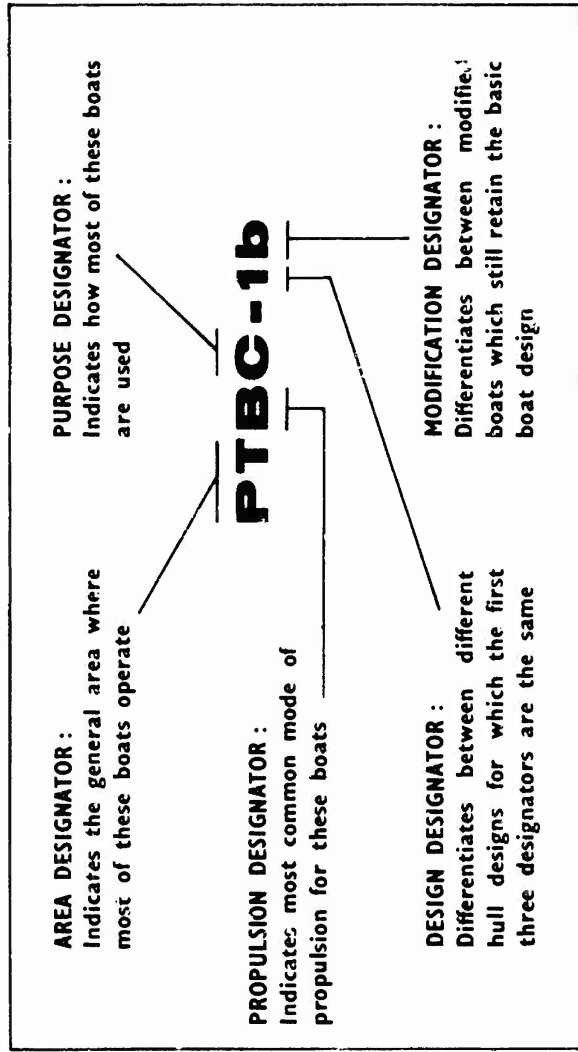 AREA DESIGNATOR:
Indicates the general area where
most of these boats operate
PURPOSE DESIGNATOR:
Indicates how most of these boats
are used
PROPULSION DESIGNATOR:
Indicates most common mode of
propulsion for these boats
PTBC-1b
DESIGN DESIGNATOR:
Differentiates between different
hull designs for which the first
three designators are the same
MODIFICATION DESIGNATOR:
Differentiates between modified
boats which still retain the basic
boat design